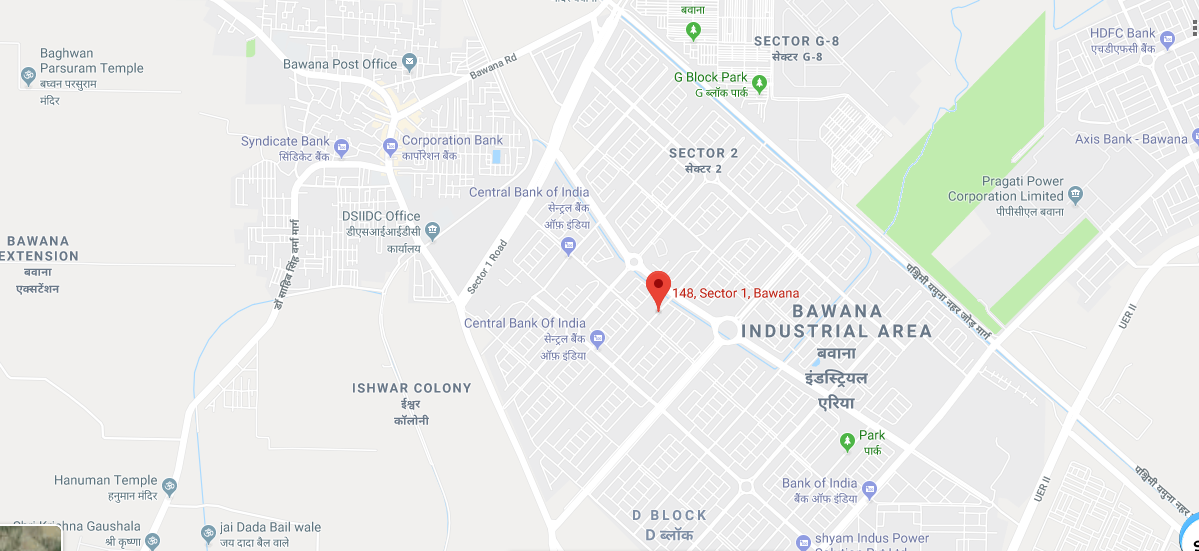 बवाना
SECTOR G-8
सेक्टर G-8
HDFC Bank
एचडीएफसी बैंक
Baghwan
Parsuram Temple
बध्वन परसुराम
मंदिर
Bawana Post Office
Bawana Rd
G Block Park
G ब्लॉक पार्क
Syndicate Bank
सिंडिकेट बैंक
Corporation Bank
कार्पोरेशन बैंक
Axis Bank - Bawana
SECTOR 2
सेक्टर 2
Pragati Power
Corporation Limited
पीपीसीएल बवाना
Central Bank of India
सेन्ट्रल बैंक
ऑफ़ इंडिया
DSIIDC Office
डीएसआईआईडीसी
कार्यालय
BAWANA
EXTENSION
बवाना
एक्सटेंशन
डॉ साहिब सिंह वर्मा मार्ग
Sector 1 Road
पश्चिमी यमुना नहर जोड़ मार्ग
148, Sector 1, Bawana
BAWANA
INDUSTRIAL AREA
बवाना
इंडस्ट्रियल
एरिया
UER II
Central Bank Of India
सेन्ट्रल बैंक
ऑफ़ इंडिया
ISHWAR COLONY
ईश्वर
कॉलोनी
Park
पार्क
Hanuman Temple
हनुमान मंदिर
Bank of India
बैंक ऑफ इंडिया
UER II
पश्चिमी यमुना नहर
D BLOCK
D ब्लॉक
Shri Krishna Gaushala
श्री कृष्णा
jai Dada Bail wale
जय दादा बैल वाले
shyam Indus Power
Solution Pvt Ltd